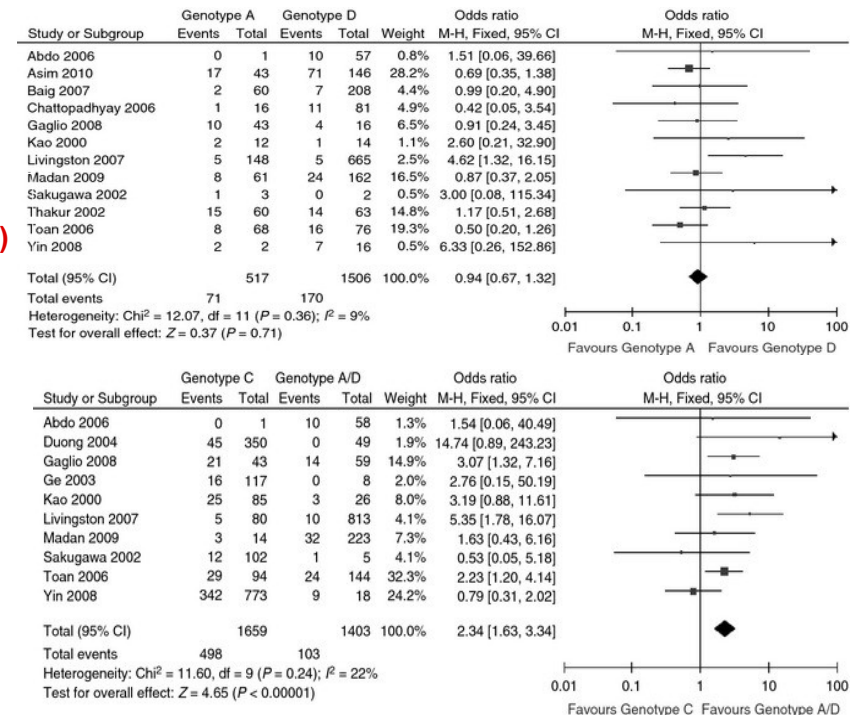 Genotype A Genotype D Odds ratio Odds ratio
Study or Subgroup Events Total Events Total Weight M-H, Fixed, 95% CI M-H, Fixed, 95% CI
Abdo 2006 0 1 10 57 0.8% 1.51 [0.06, 39.66]
Asim 2010 17 43 71 146 28.2% 0.69 [0.35, 1.38]
Baig 2007 2 60 7 208 4.4% 0.99 [0.20, 4.90]
Chattopadhyay 2006 1 16 11 81 4.9% 0.42 [0.05, 3.54]
Gaglio 2008 10 43 4 16 6.5% 0.91 [0.24, 3.45]
Kao 2000 2 12 1 14 1.1% 2.60 [0.21, 32.90]
Livingston 2007 5 148 5 665 2.5% 4.62 [1.32, 16.15]
Madan 2009 8 61 24 162 16.5% 0.87 [0.37, 2.05]
Sakugawa 2002 1 3 0 2 0.5% 3.00 [0.08, 115.34]
Thakur 2002 15 60 14 63 14.8% 1.17 [0.51, 2.68]
)
Toan 2006 8 68 16 76 19.3% 0.50 [0.20, 1.26]
Yin 2008 2 2 7 16 0.5% 6.33 [0.26, 152.86]
Total (95% CI) 517 1506 100.0% 0.94 [0.67, 1.32]
Total events 71 170
Heterogeneity: Chi² = 12.07, df = 11 (P = 0.36); I² = 9%
Test for overall effect: Z = 0.37 (P = 0.71)
0.01 0.1 1 10 100
Favours Genotype A Favours Genotype D
Genotype C Genotype A/D Odds ratio Odds ratio
Study or Subgroup Events Total Events Total Weight M-H, Fixed, 95% CI M-H, Fixed, 95% CI
Abdo 2006 0 1 10 58 1.3% 1.54 [0.06, 40.49]
Duong 2004 45 350 0 49 1.9% 14.74 [0.89, 243.23]
Gaglio 2008 21 43 14 59 14.9% 3.07 [1.32, 7.16]
Ge 2003 16 117 0 8 2.0% 2.76 [0.15, 50.19]
Kao 2000 25 85 3 26 8.0% 3.19 [0.88, 11.61]
Livingston 2007 5 80 10 813 4.1% 5.35 [1.78, 16.07]
Madan 2009 3 14 32 223 7.3% 1.63 [0.43, 6.16]
Sakugawa 2002 12 102 1 5 4.1% 0.53 [0.05, 5.18]
Toan 2006 29 94 24 144 32.3% 2.23 [1.20, 4.14]
Yin 2008 342 773 9 18 24.2% 0.79 [0.31, 2.02]
Total (95% CI) 1659 1403 100.0% 2.34 [1.63, 3.34]
Total events 498 103
Heterogeneity: Chi² = 11.60, df = 9 (P = 0.24); I² = 22%
Test for overall effect: Z = 4.65 (P < 0.00001)
0.01 0.1 1 10 100
Favours Genotype C Favours Genotype A/D